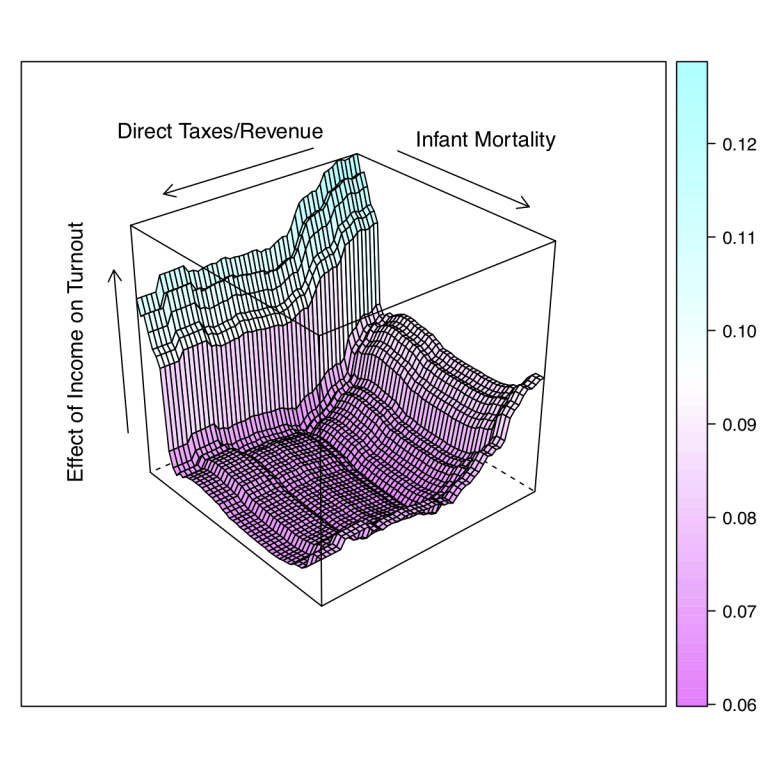 Direct Taxes/Revenue
Infant Mortality
Effect of Income on Turnout
0.12
0.11
0.10
0.09
0.08
0.07
0.06